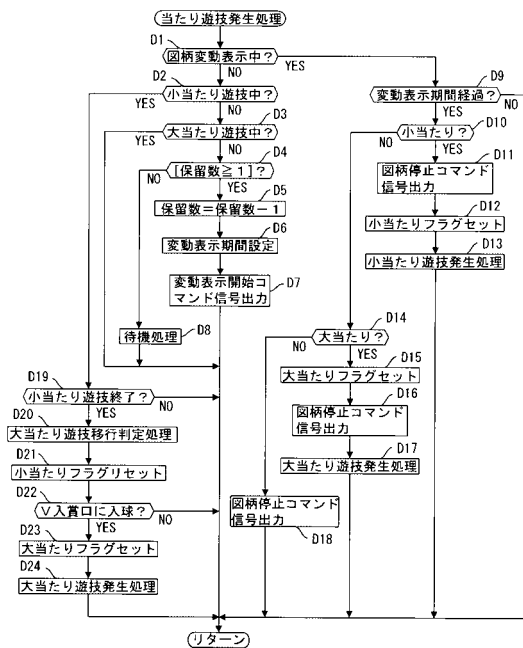 当たり遊技発生処理
D1
図柄変動表示中?
NO
YES
D2
小当たり遊技中?
YES
NO
D3
大当たり遊技中?
YES
NO
D4
[保留数≧1]?
NO
YES
D5
保留数=保留数-1
D6
変動表示期間設定
D7
変動表示開始コ
マンド信号出力
D8
待機処理
D9
変動表示期間経過?
YES
NO
D10
小当たり?
NO
YES
D11
図柄停止コマンド
信号出力
D12
小当たりフラグセット
D13
小当たり遊技発生処理
D14
大当たり?
NO
YES
D15
大当たりフラグセット
D16
図柄停止コマンド
信号出力
D17
大当たり遊技発生処理
図柄停止コマンド
信号出力
D18
D19
小当たり遊技終了?
YES
NO
D20
大当たり遊技移行判定処理
D21
小当たりフラグリセット
D22
V入賞口に入球?
YES
NO
D23
大当たりフラグセット
D24
大当たり遊技発生処理
リターン